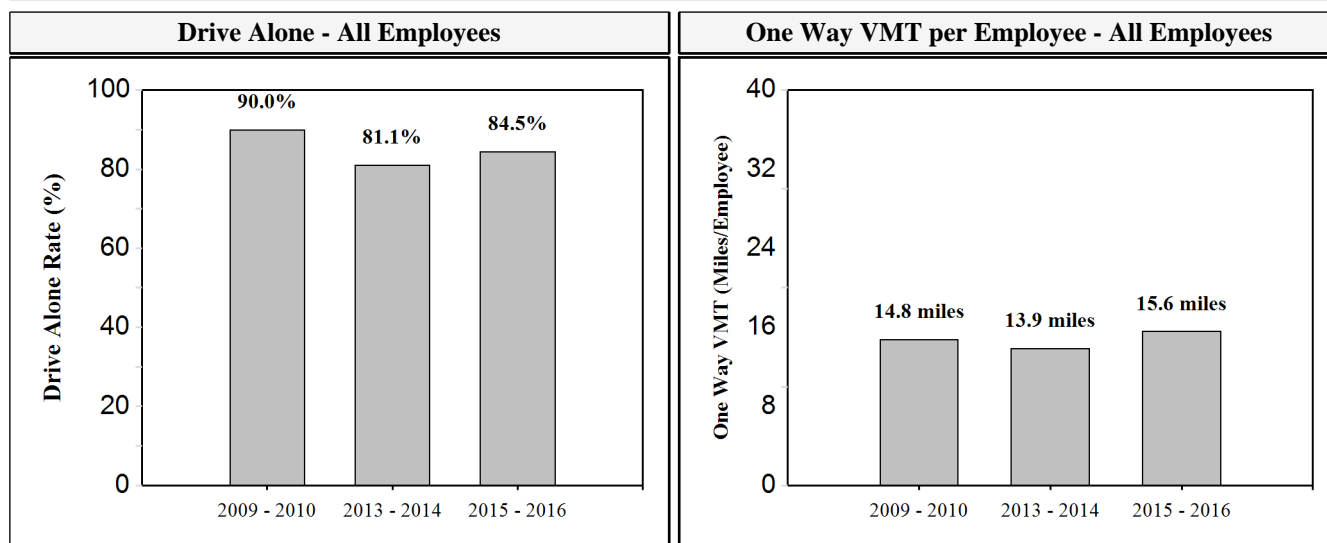 Drive Alone - All Employees
Drive Alone Rate (%)
100
80
60
40
20
0
90.0%
81.1%
84.5%
2009 - 2010
2013 - 2014
2015 - 2016
One Way VMT per Employee - All Employees
One Way VMT (Miles/Employee)
40
32
24
16
8
0
14.8 miles
13.9 miles
15.6 miles
2009 - 2010
2013 - 2014
2015 - 2016